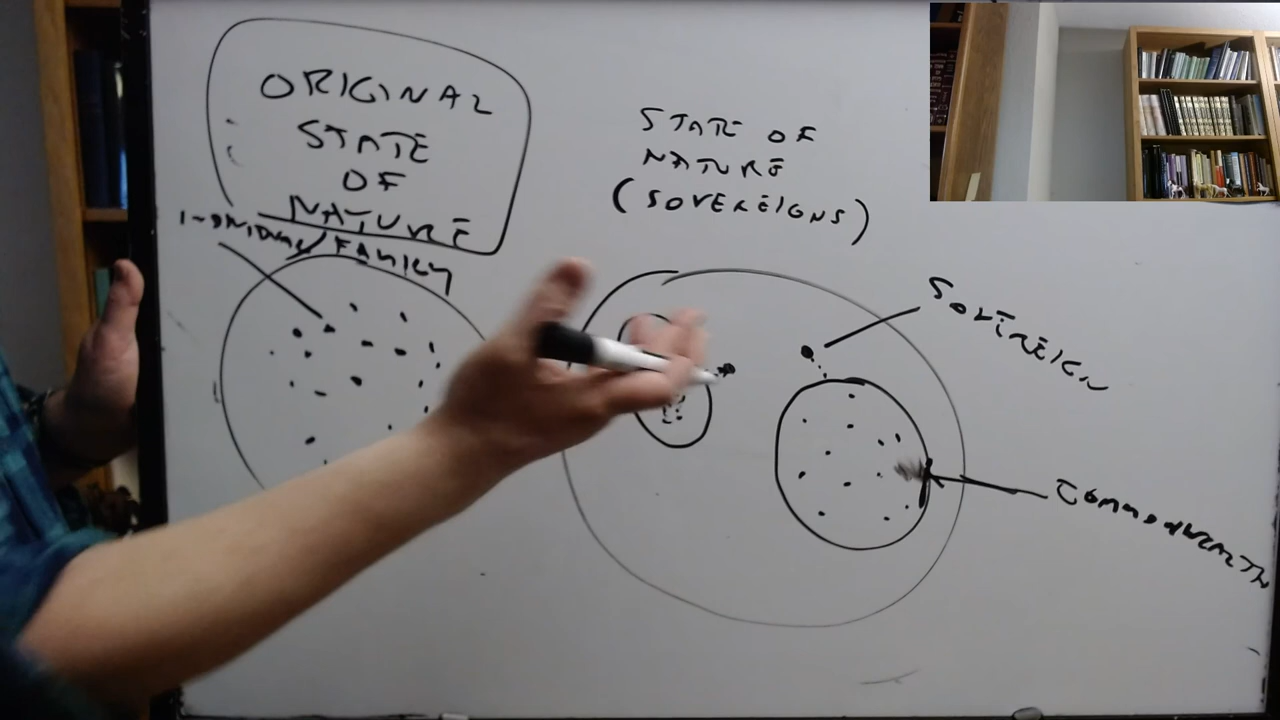 ORIGINAL
STATE
OF
NATURE
INDIVIDUAL/FAMILY
STATE OF
NATURE
(SOVEREIGNS)
SOVEREIGN
COMMONWEALTH